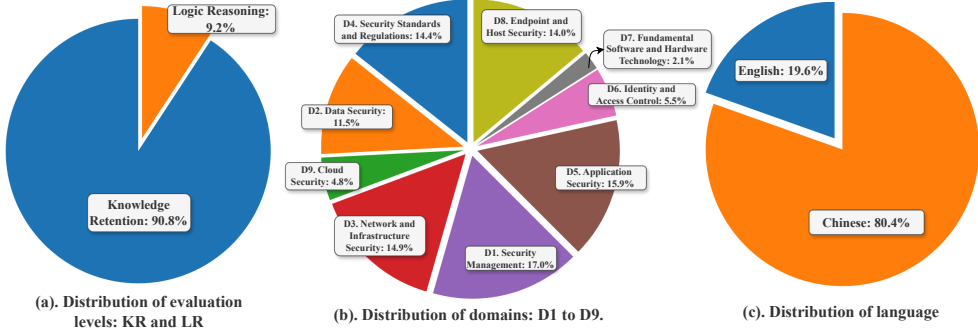 Logic Reasoning:
9.2%
Knowledge
Retention: 90.8%
(a). Distribution of evaluation
levels: KR and LR
D4. Security Standards
and Regulations: 14.4%
D8. Endpoint and
Host Security: 14.0%
D7. Fundamental
Software and Hardware
Technology: 2.1%
D6. Identity and
Access Control: 5.5%
D2. Data Security:
11.5%
D9. Cloud
Security: 4.8%
D5. Application
Security: 15.9%
D3. Network and
Infrastructure
Security: 14.9%
D1. Security
Management: 17.0%
(b). Distribution of domains: D1 to D9.
English: 19.6%
Chinese: 80.4%
(c). Distribution of language